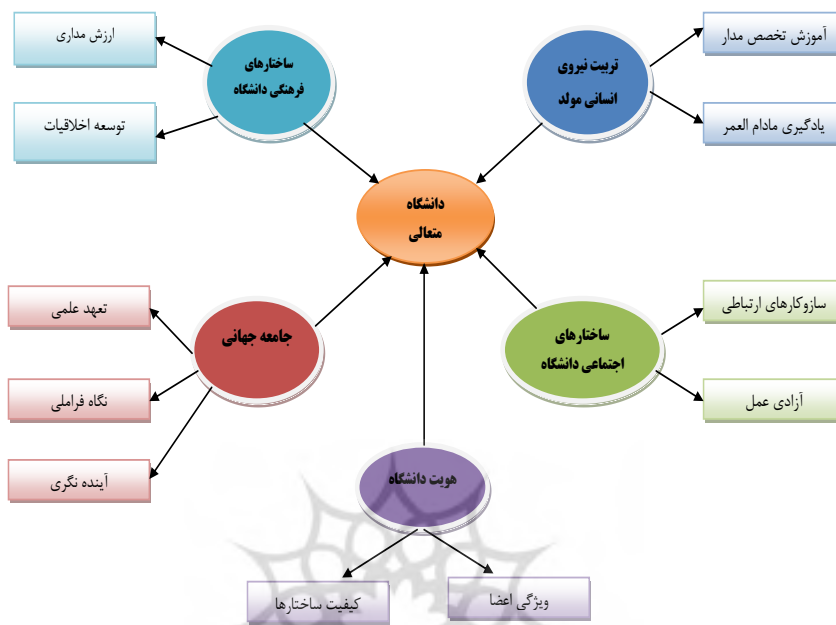 آموزش تخصص مدار
یادگیری مادام العمر
تربیت نیروی
انسانی مولد
ساختارهای
فرهنگی دانشگاه
ارزش مداری
توسعه اخلاقیات
دانشگاه
متعالی
سازوکارهای ارتباطی
آزادی عمل
ساختارهای
اجتماعی دانشگاه
جامعه جهانی
تعهد علمی
نگاه فراملی
آینده نگری
هویت دانشگاه
ویژگی اعضا
کیفیت ساختارها